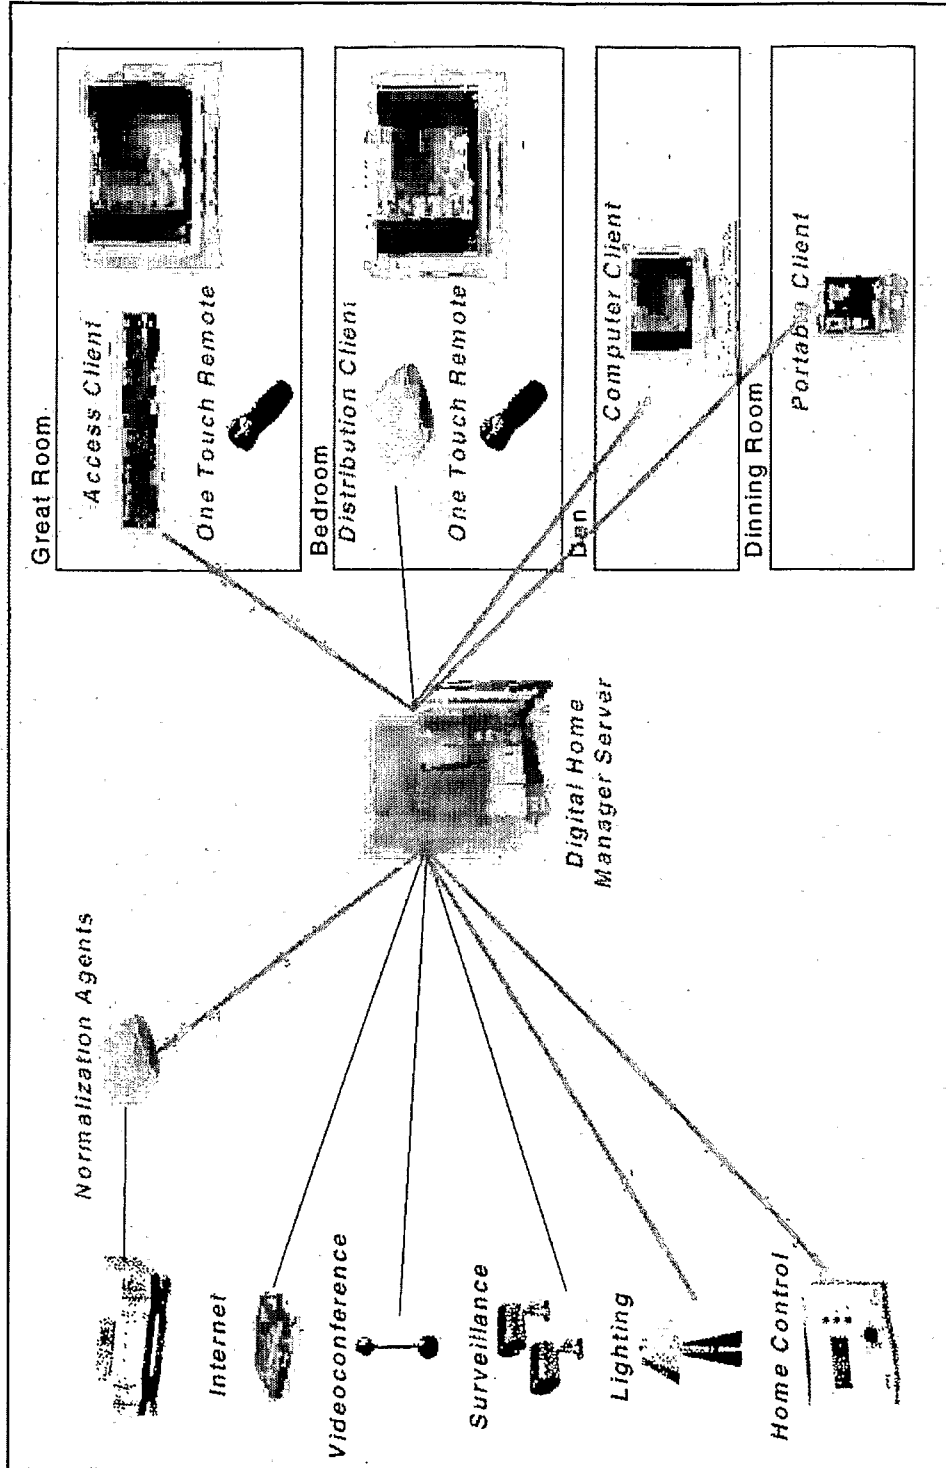 Normalization Agents
Internet
Videoconference
Surveillance
Lighting
Home Control
Digital Home
Manager Server
Great Room
Access Client
One Touch Remote
Bedroom
Distribution Client
One Touch Remote
Den
Computer Client
Dinning Room
Portable Client